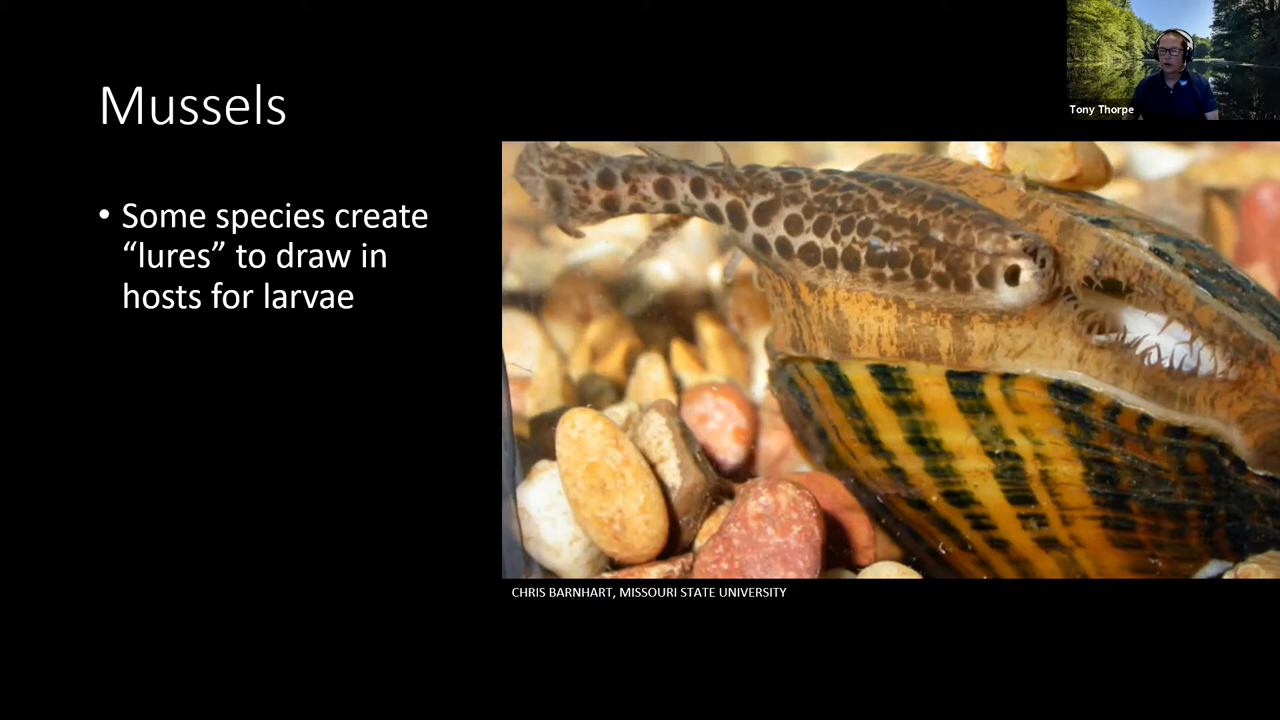 Tony Thorpe
Mussels
• Some species create
“lures” to draw in
hosts for larvae
CHRIS BARNHART, MISSOURI STATE UNIVERSITY